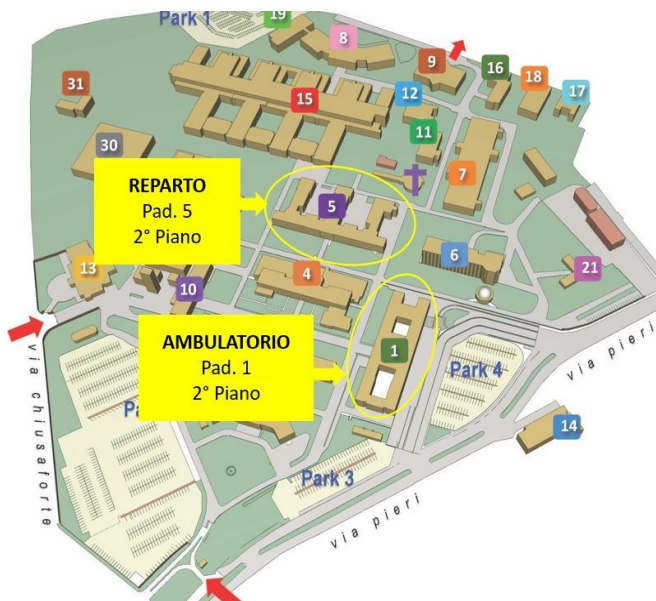 Park 1
19
8
9
16
18
17
31
12
15
11
30
7
REPARTO
Pad. 5
2° Piano
5
6
13
4
21
10
AMBULATORIO
Pad. 1
2° Piano
1
Park 4
via pieri
via chiusaforte
14
Park 3
via pieri